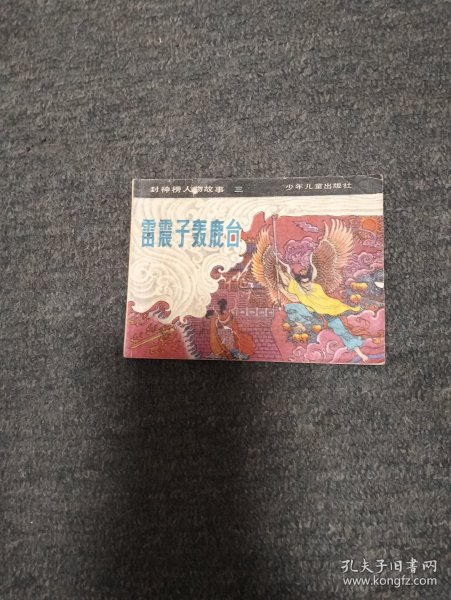 封神榜人物故事 三 少年儿童出版社
雷震子轰鹿台
孔夫子旧书网
www.kongfz.com